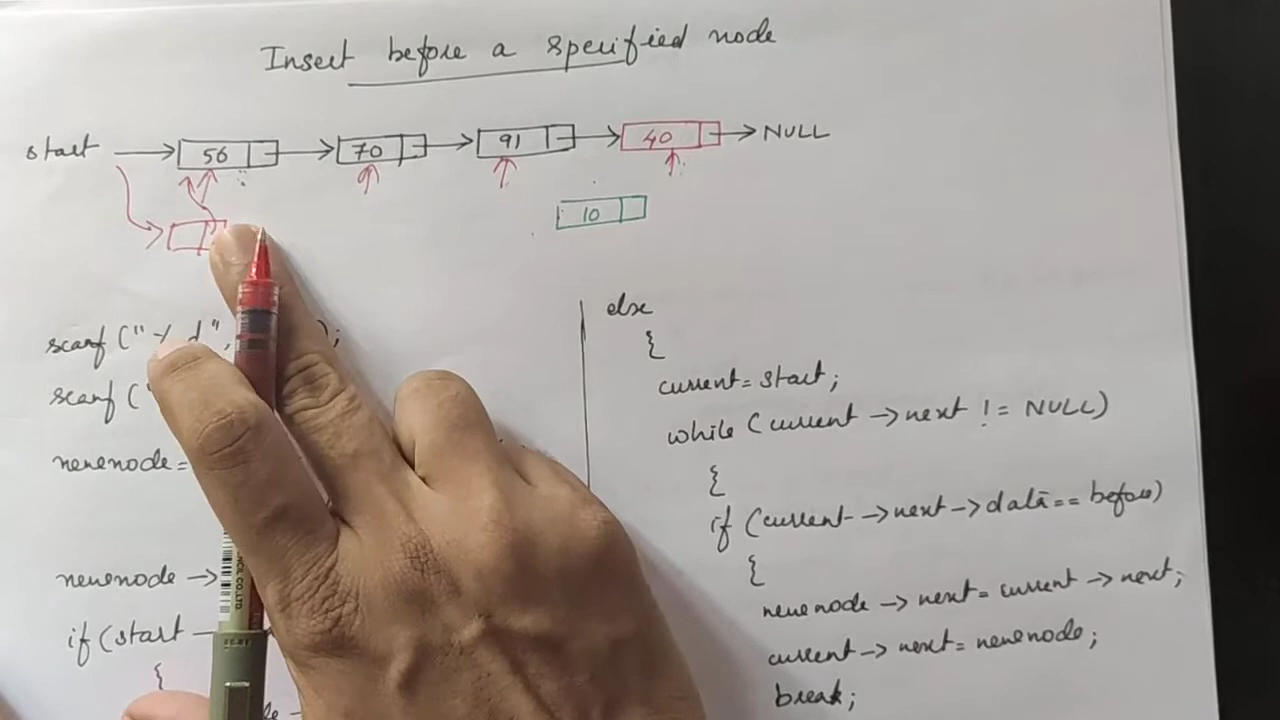 Insert before a specified node
start 56 70 91 40 NULL
10
scanf ("%d", );
scanf ("
newnode =
newnode →
if (start –
{
else
{
current = start;
while (current → next != NULL)
{
if (current → next → data == before)
{
newnode → next = current → next;
current → next = newnode;
break;